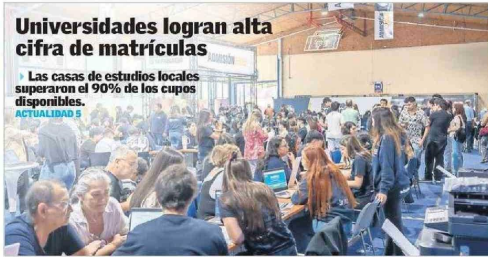 Universidades logran alta
cifra de matrículas
Las casas de estudios locales
superaron el 90% de los cupos
disponibles.
ACTUALIDAD 5
ADMISIÓN